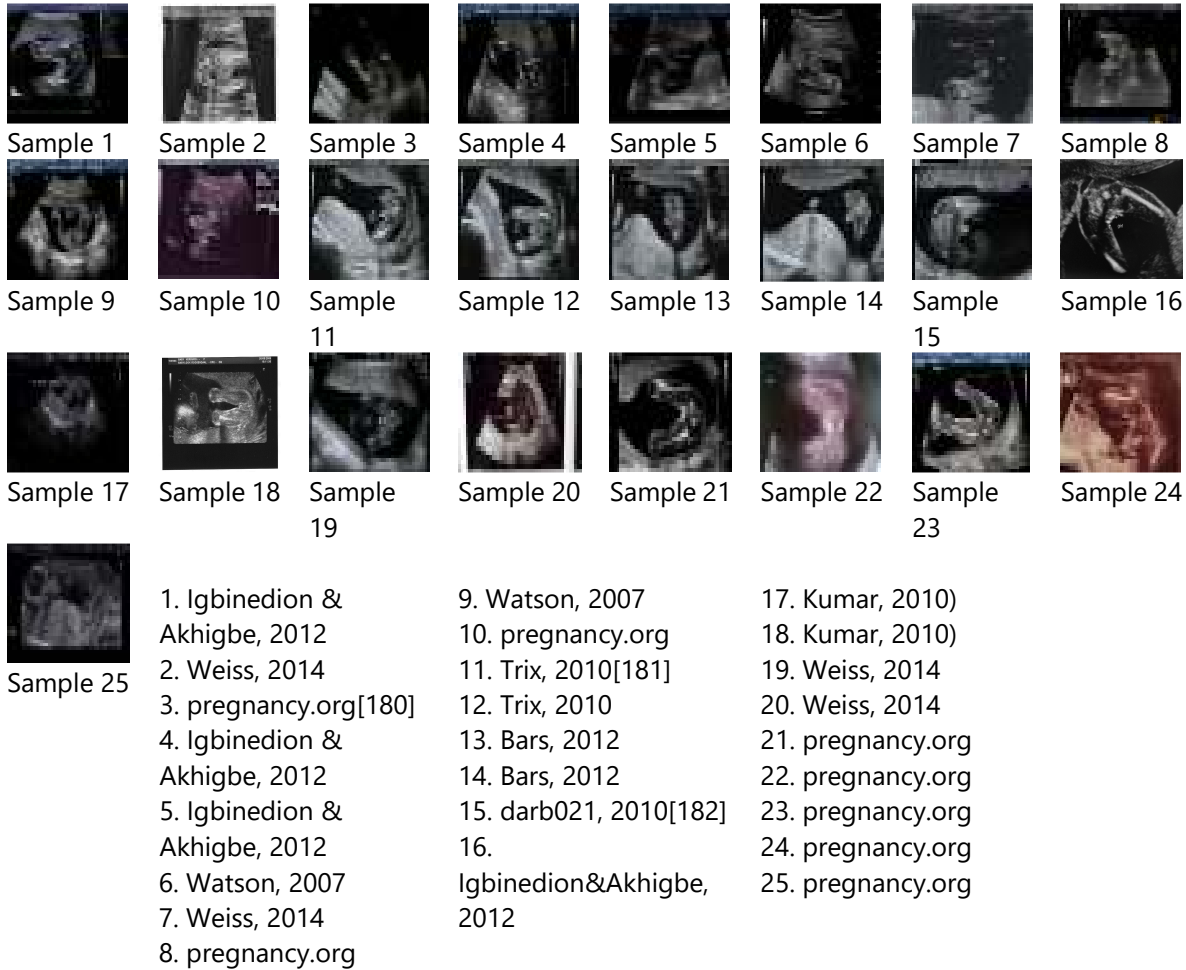 Sample 1
Sample 2
Sample 3
Sample 4
Sample 5
Sample 6
Sample 7
Sample 8
Sample 9
Sample 10
Sample
11
Sample 12
Sample 13
Sample 14
Sample
15
Sample 16
Sample 17
Sample 18
Sample
19
Sample 20
Sample 21
Sample 22
Sample
23
Sample 24
Sample 25
1. Igbinedion &
Akhigbe, 2012
2. Weiss, 2014
3. pregnancy.org[180]
4. Igbinedion &
Akhigbe, 2012
5. Igbinedion &
Akhigbe, 2012
6. Watson, 2007
7. Weiss, 2014
8. pregnancy.org
9. Watson, 2007
10. pregnancy.org
11. Trix, 2010[181]
12. Trix, 2010
13. Bars, 2012
14. Bars, 2012
15. darb021, 2010[182]
16.
Igbinedion&Akhigbe,
2012
17. Kumar, 2010)
18. Kumar, 2010)
19. Weiss, 2014
20. Weiss, 2014
21. pregnancy.org
22. pregnancy.org
23. pregnancy.org
24. pregnancy.org
25. pregnancy.org